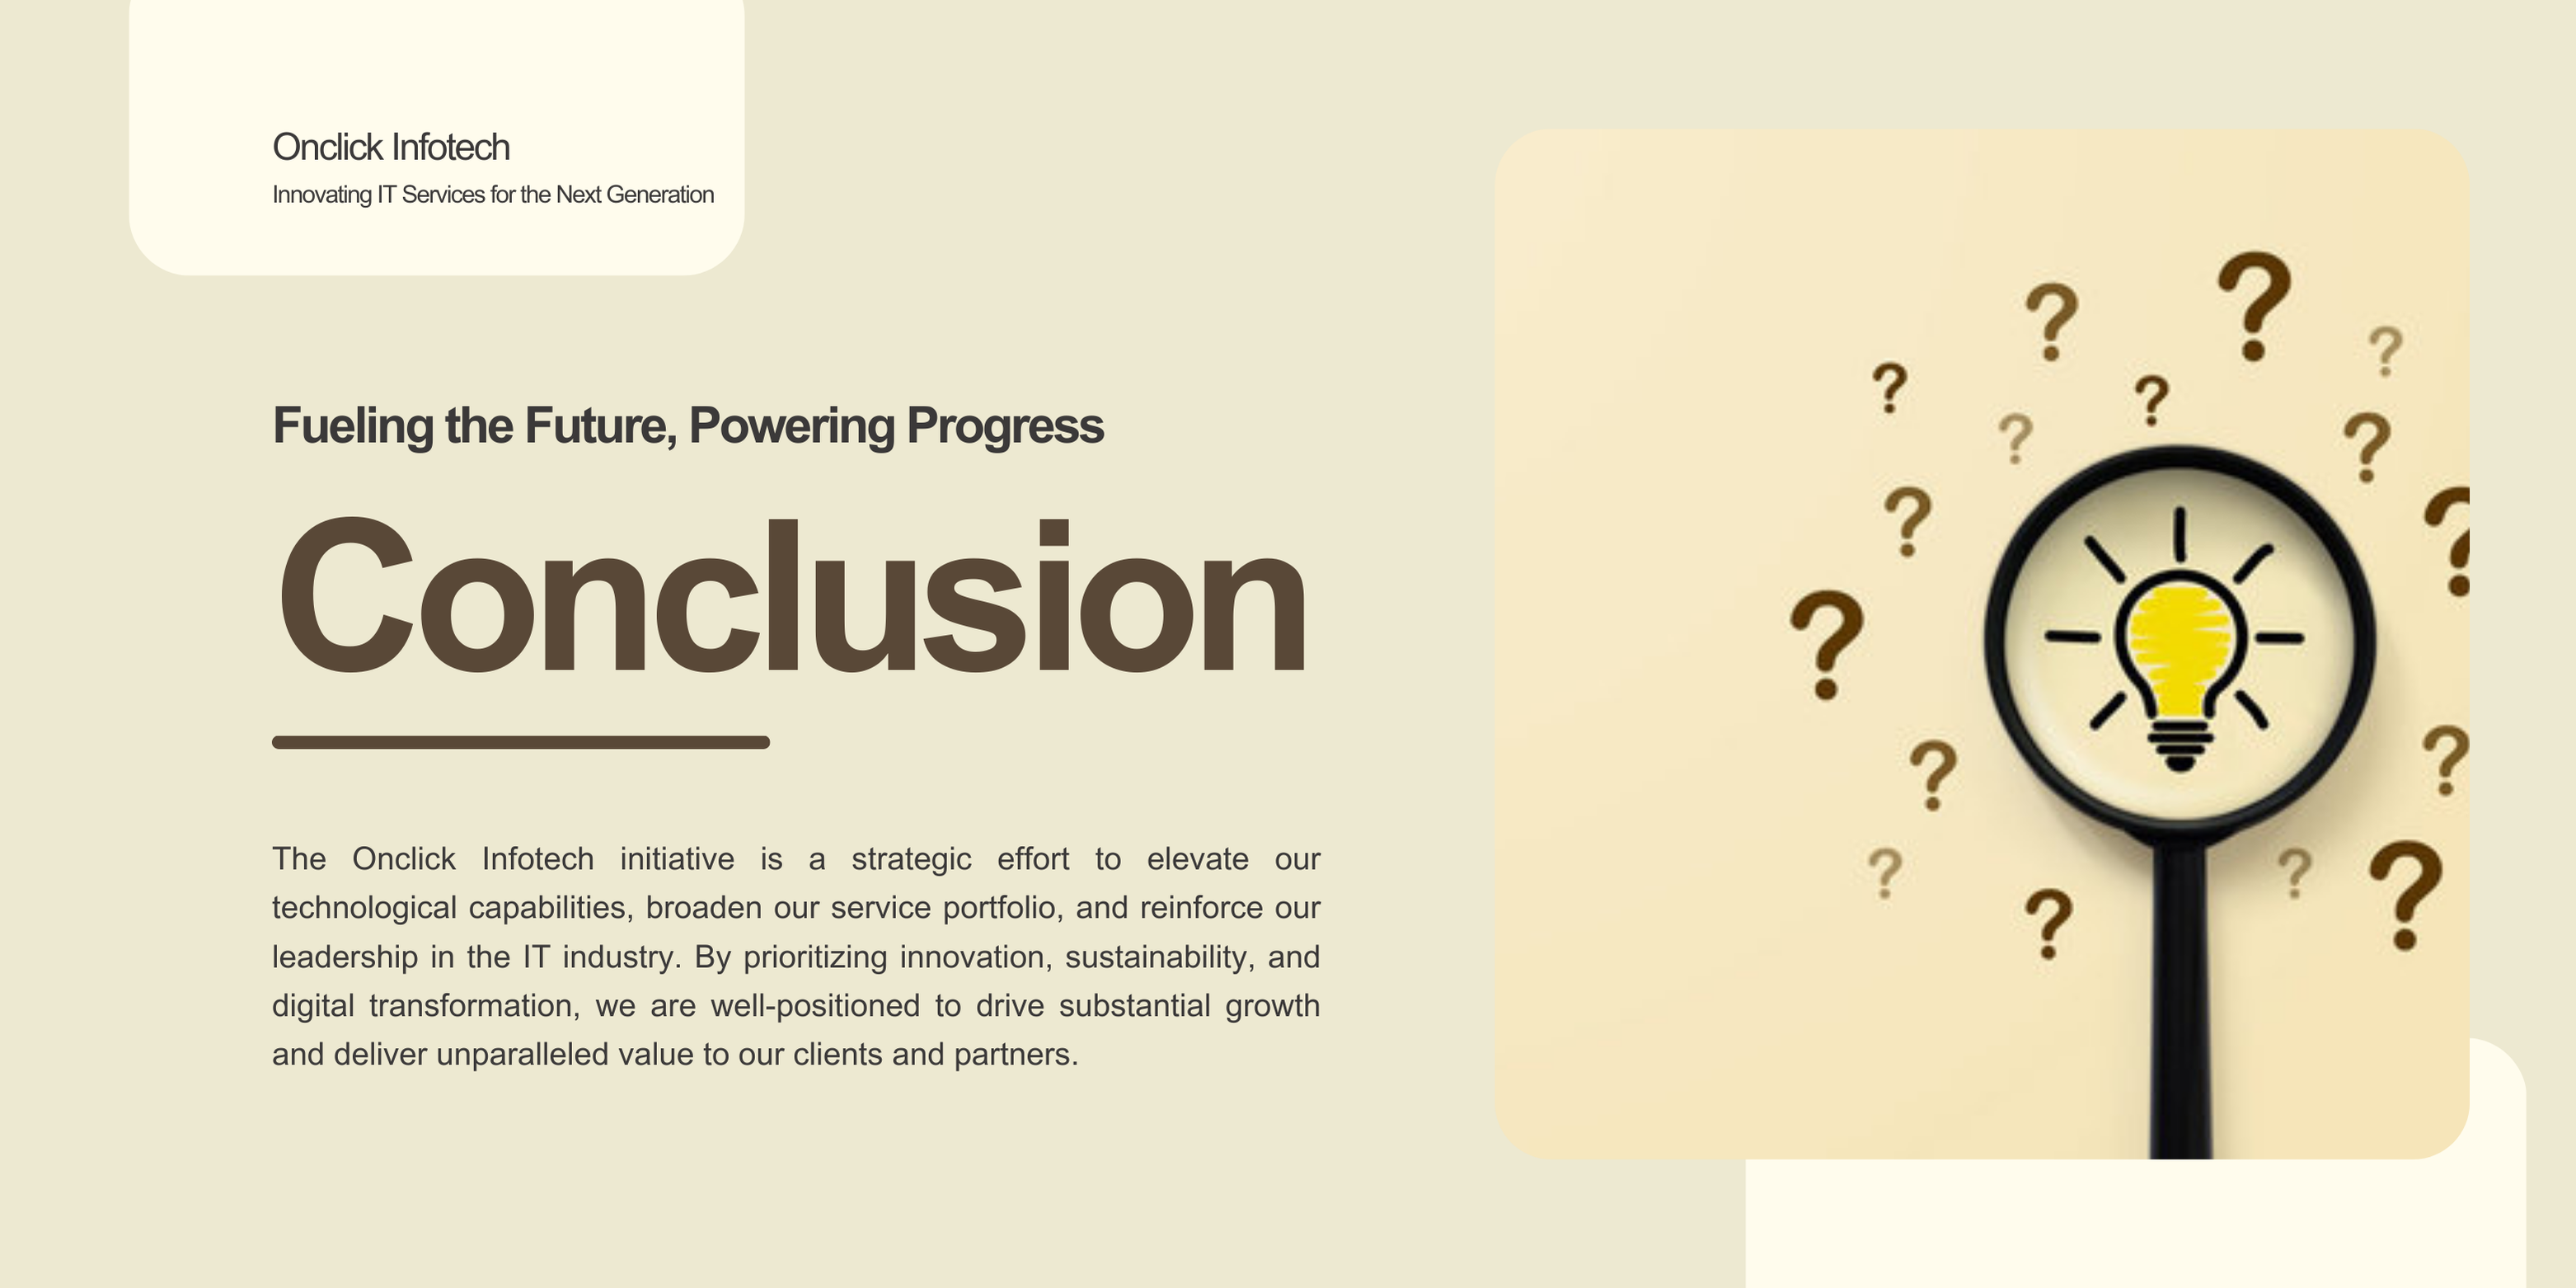 Onclick Infotech
Innovating IT Services for the Next Generation
Fueling the Future, Powering Progress
Conclusion
The Onclick Infotech initiative is a strategic effort to elevate our
technological capabilities, broaden our service portfolio, and reinforce our
leadership in the IT industry. By prioritizing innovation, sustainability, and
digital transformation, we are well-positioned to drive substantial growth
and deliver unparalleled value to our clients and partners.